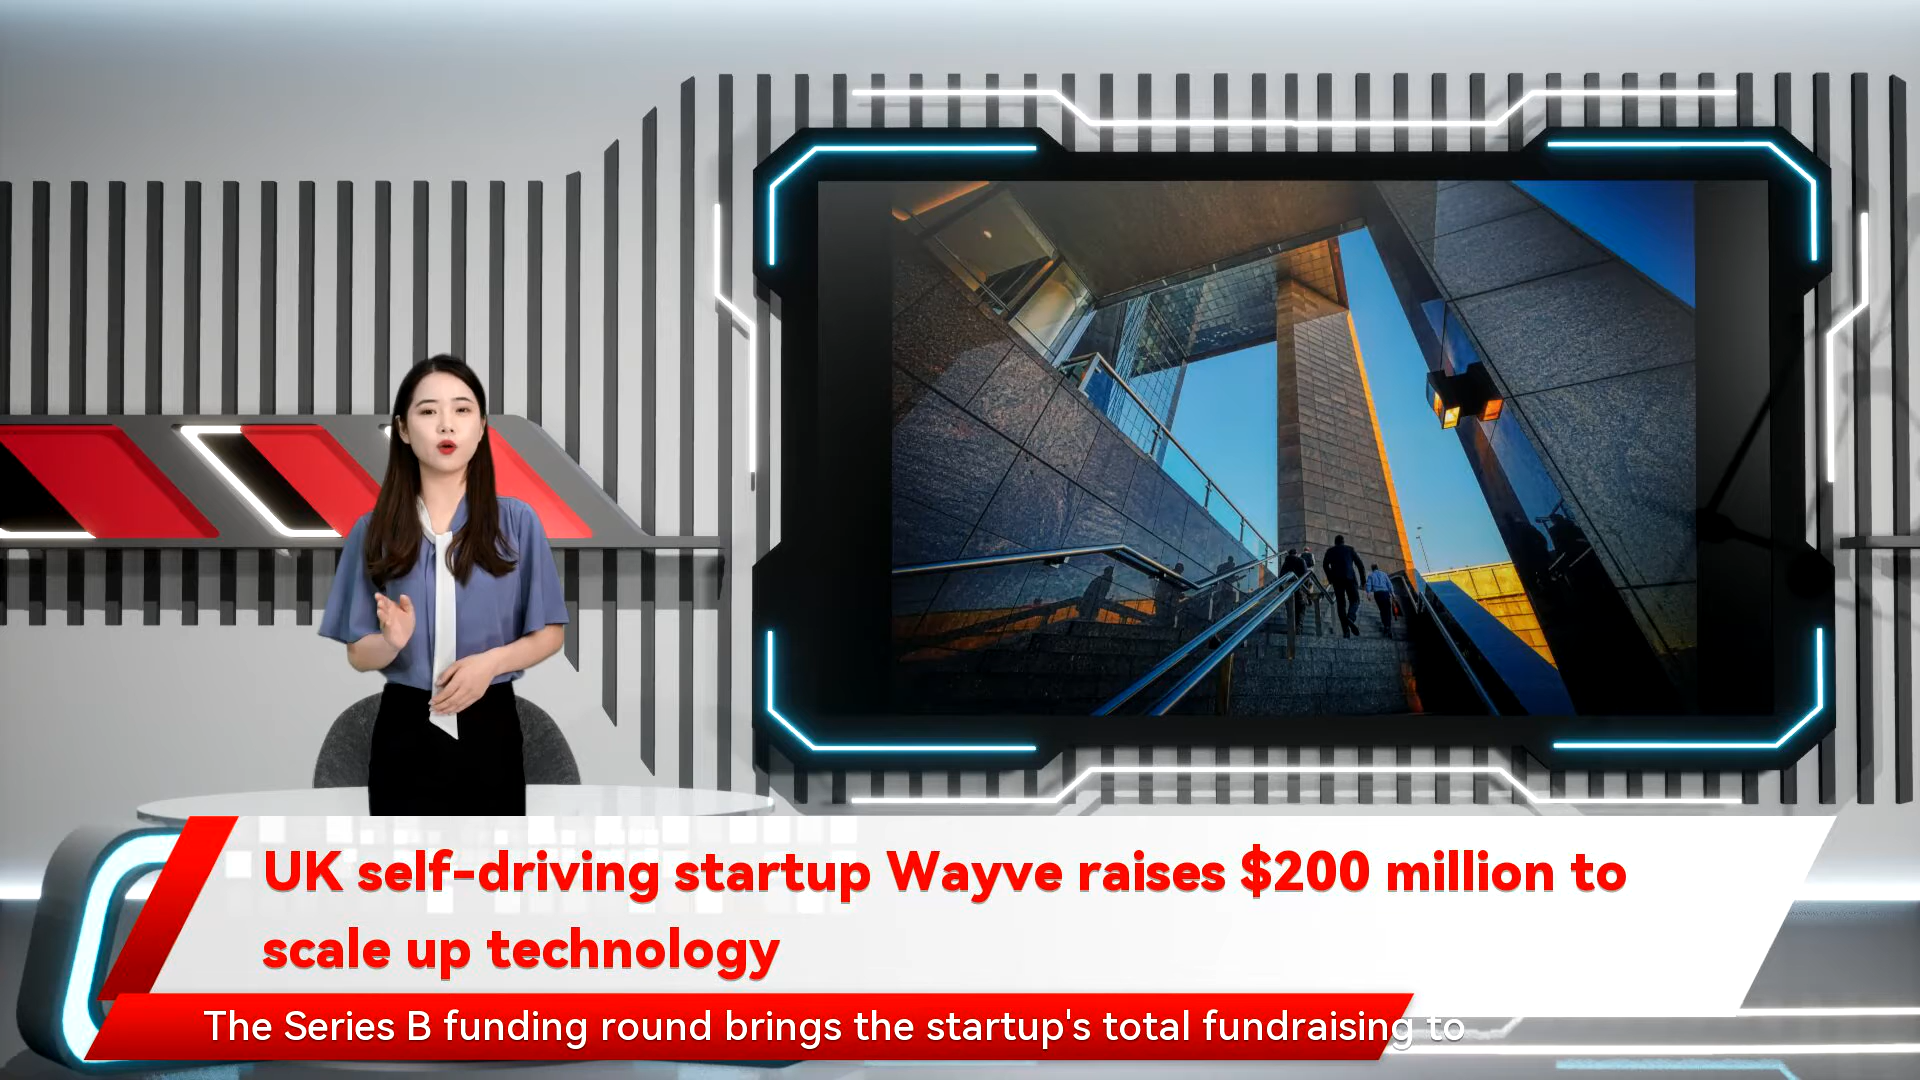 UK self-driving startup Wayve raises $200 million to
scale up technology
The Series B funding round brings the startup's total fundraising to